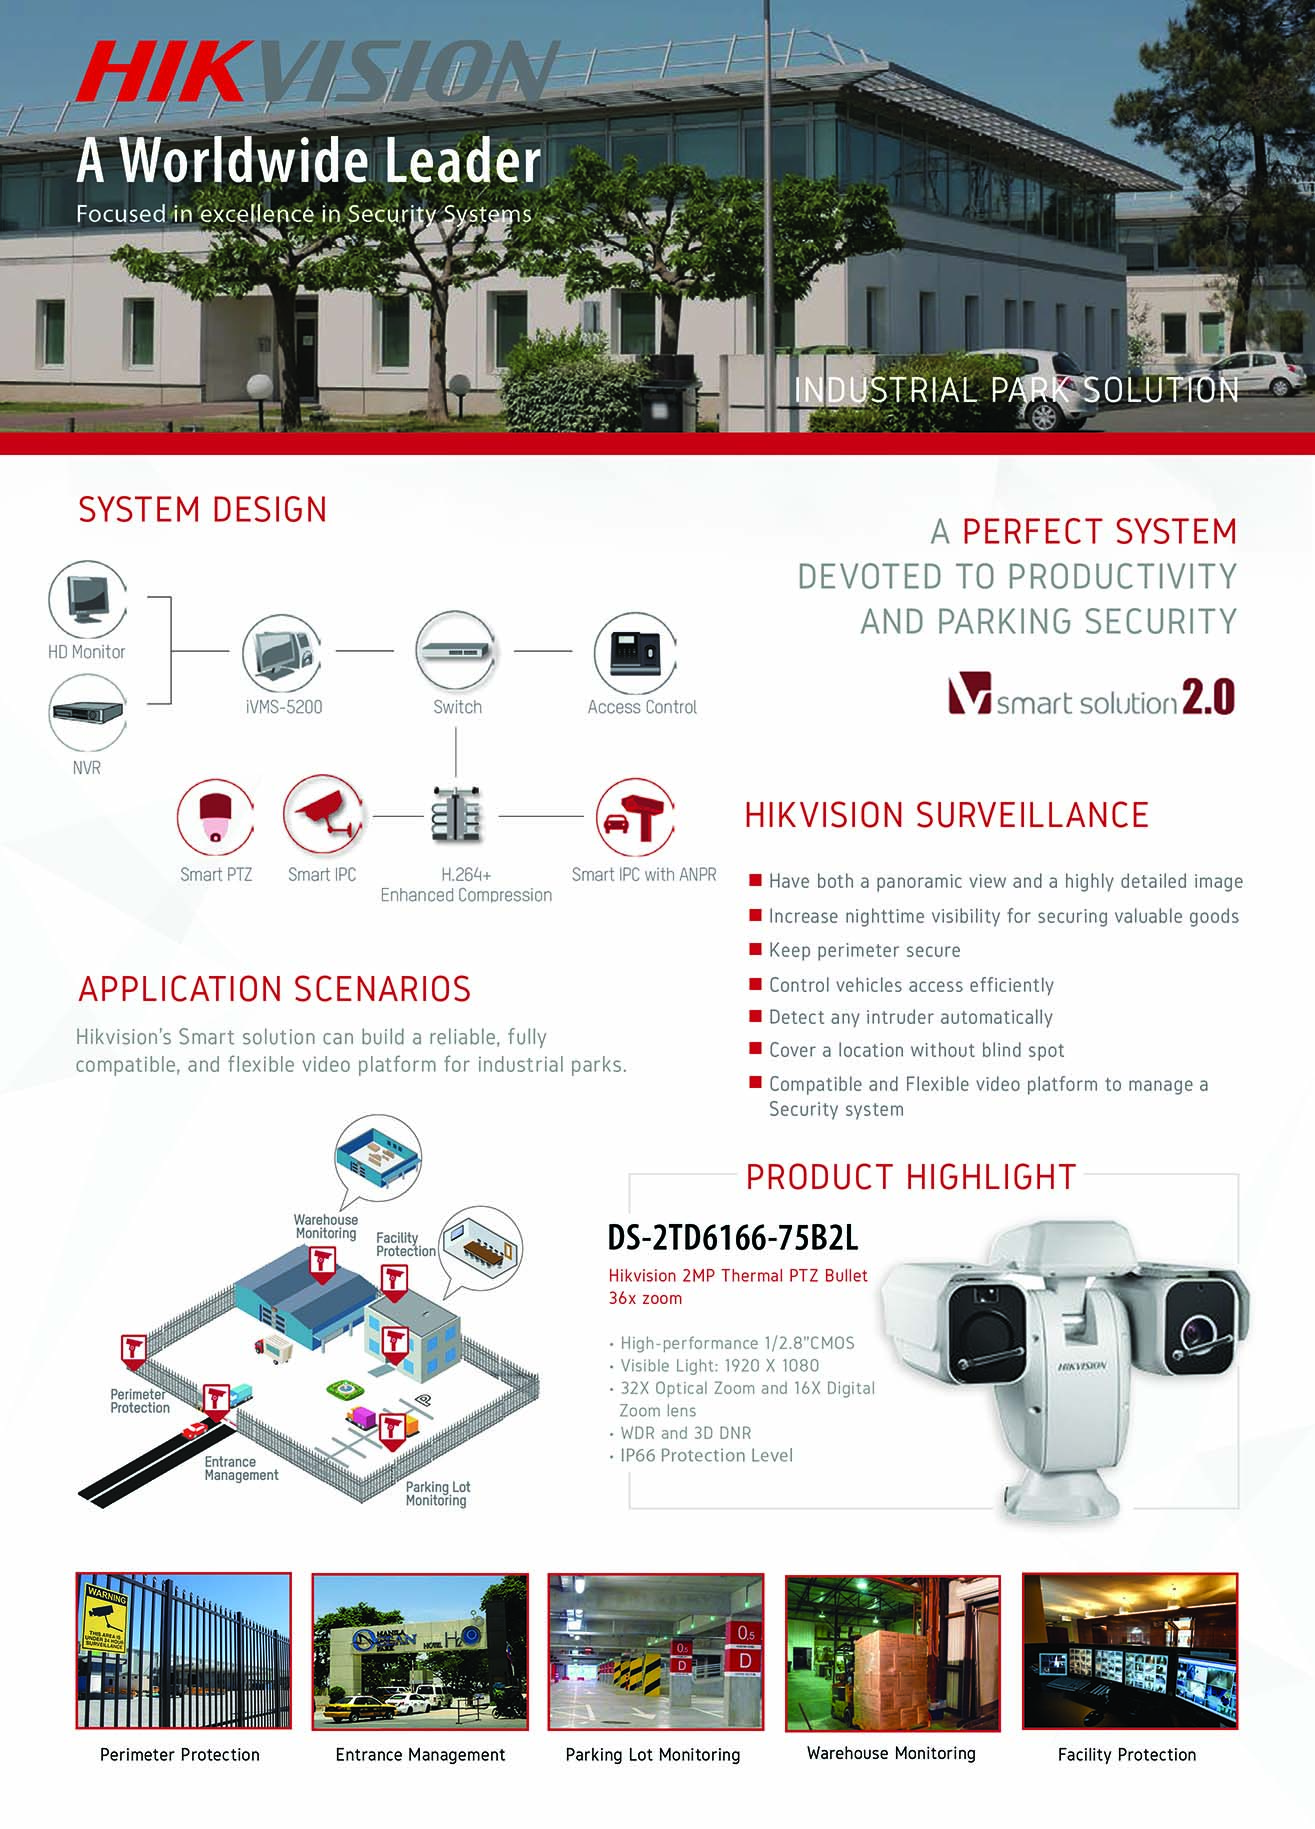 HIKVISION
A Worldwide Leader
Focused in excellence in Security Systems
INDUSTRIAL PARK SOLUTION
SYSTEM DESIGN
HD Monitor
NVR
iVMS-5200
Switch
Access Control
Smart PTZ
Smart IPC
H.264+
Enhanced Compression
Smart IPC with ANPR
A PERFECT SYSTEM
DEVOTED TO PRODUCTIVITY
AND PARKING SECURITY
smart solution 2.0
HIKVISION SURVEILLANCE
Have both a panoramic view and a highly detailed image
Increase nighttime visibility for securing valuable goods
Keep perimeter secure
Control vehicles access efficiently
Detect any intruder automatically
Cover a location without blind spot
Compatible and Flexible video platform to manage a
Security system
APPLICATION SCENARIOS
Hikvision's Smart solution can build a reliable, fully
compatible, and flexible video platform for industrial parks.
Warehouse
Monitoring
Facility
Protection
Perimeter
Protection
Entrance
Management
Parking Lot
Monitoring
PRODUCT HIGHLIGHT
DS-2TD6166-75B2L
Hikvision 2MP Thermal PTZ Bullet
36x zoom
• High-performance 1/2.8"CMOS
• Visible Light: 1920 X 1080
• 32X Optical Zoom and 16X Digital
Zoom lens
• WDR and 3D DNR
• IP66 Protection Level
HIKVISION
WARNING
THIS AREA IS
UNDER 24 HOUR
SURVEILLANCE
MANILA
OCEAN
PARK
HOTEL H2O
0.5
D
0.5
D
Perimeter Protection
Entrance Management
Parking Lot Monitoring
Warehouse Monitoring
Facility Protection